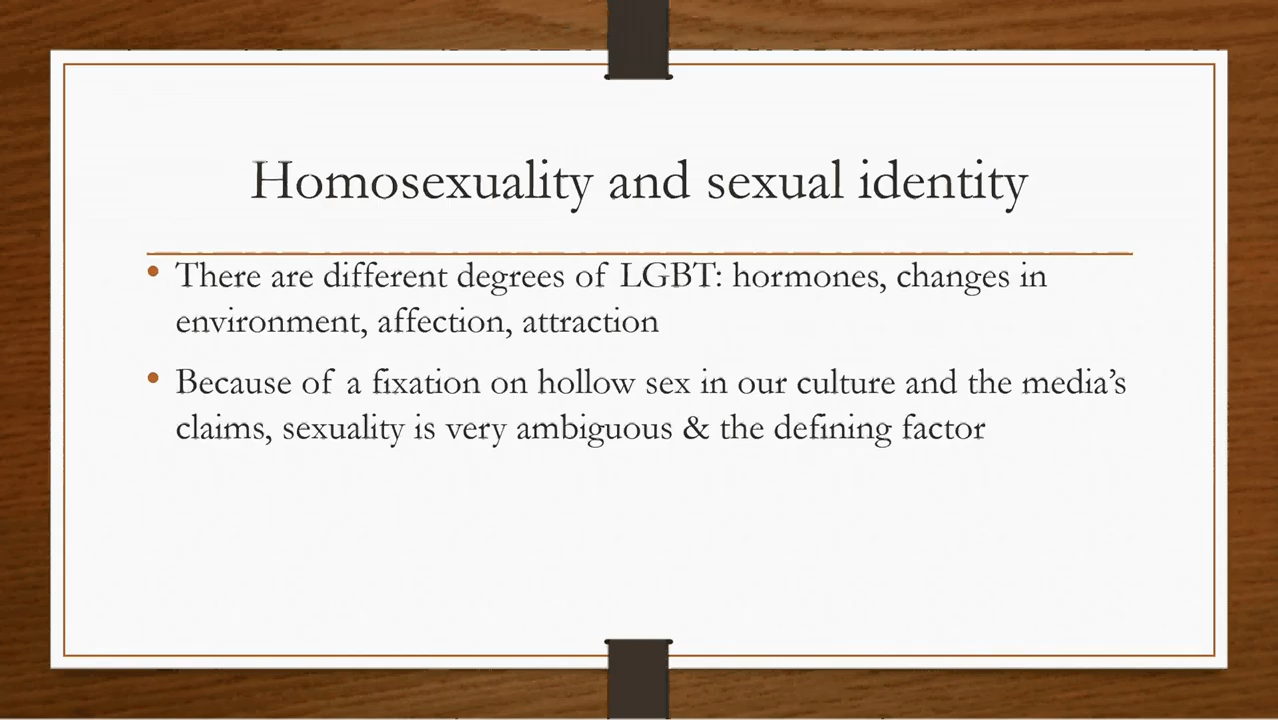 Homosexuality and sexual identity
• There are different degrees of LGBT: hormones, changes in
environment, affection, attraction
• Because of a fixation on hollow sex in our culture and the media’s
claims, sexuality is very ambiguous & the defining factor